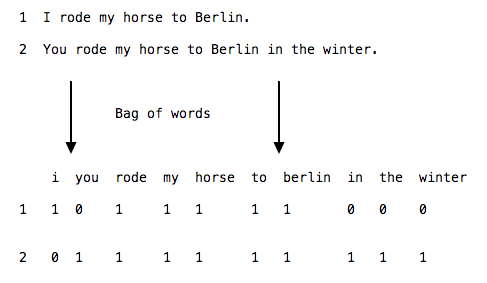 1 I rode my horse to Berlin.
2 You rode my horse to Berlin in the winter.
Bag of words
i you rode my horse to berlin in the winter
1 1 0 1 1 1 1 1 0 0 0
2 0 1 1 1 1 1 1 1 1 1